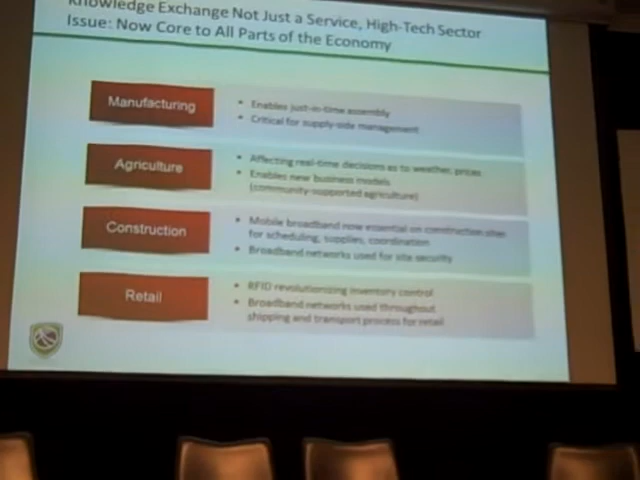 Knowledge Exchange Not Just a Service, High-Tech Sector
Issue: Now Core to All Parts of the Economy
Manufacturing
• Enables just-in-time assembly
• Critical for supply-side management
Agriculture
• Affecting real-time decisions as to weather, prices
• Enables new business models
(community-supported agriculture)
Construction
• Mobile broadband now essential on construction sites
for scheduling, supplies, coordination
• Broadband networks used for site security
Retail
• RFID revolutionizing inventory control
• Broadband networks used throughout
shipping and transport process for retail